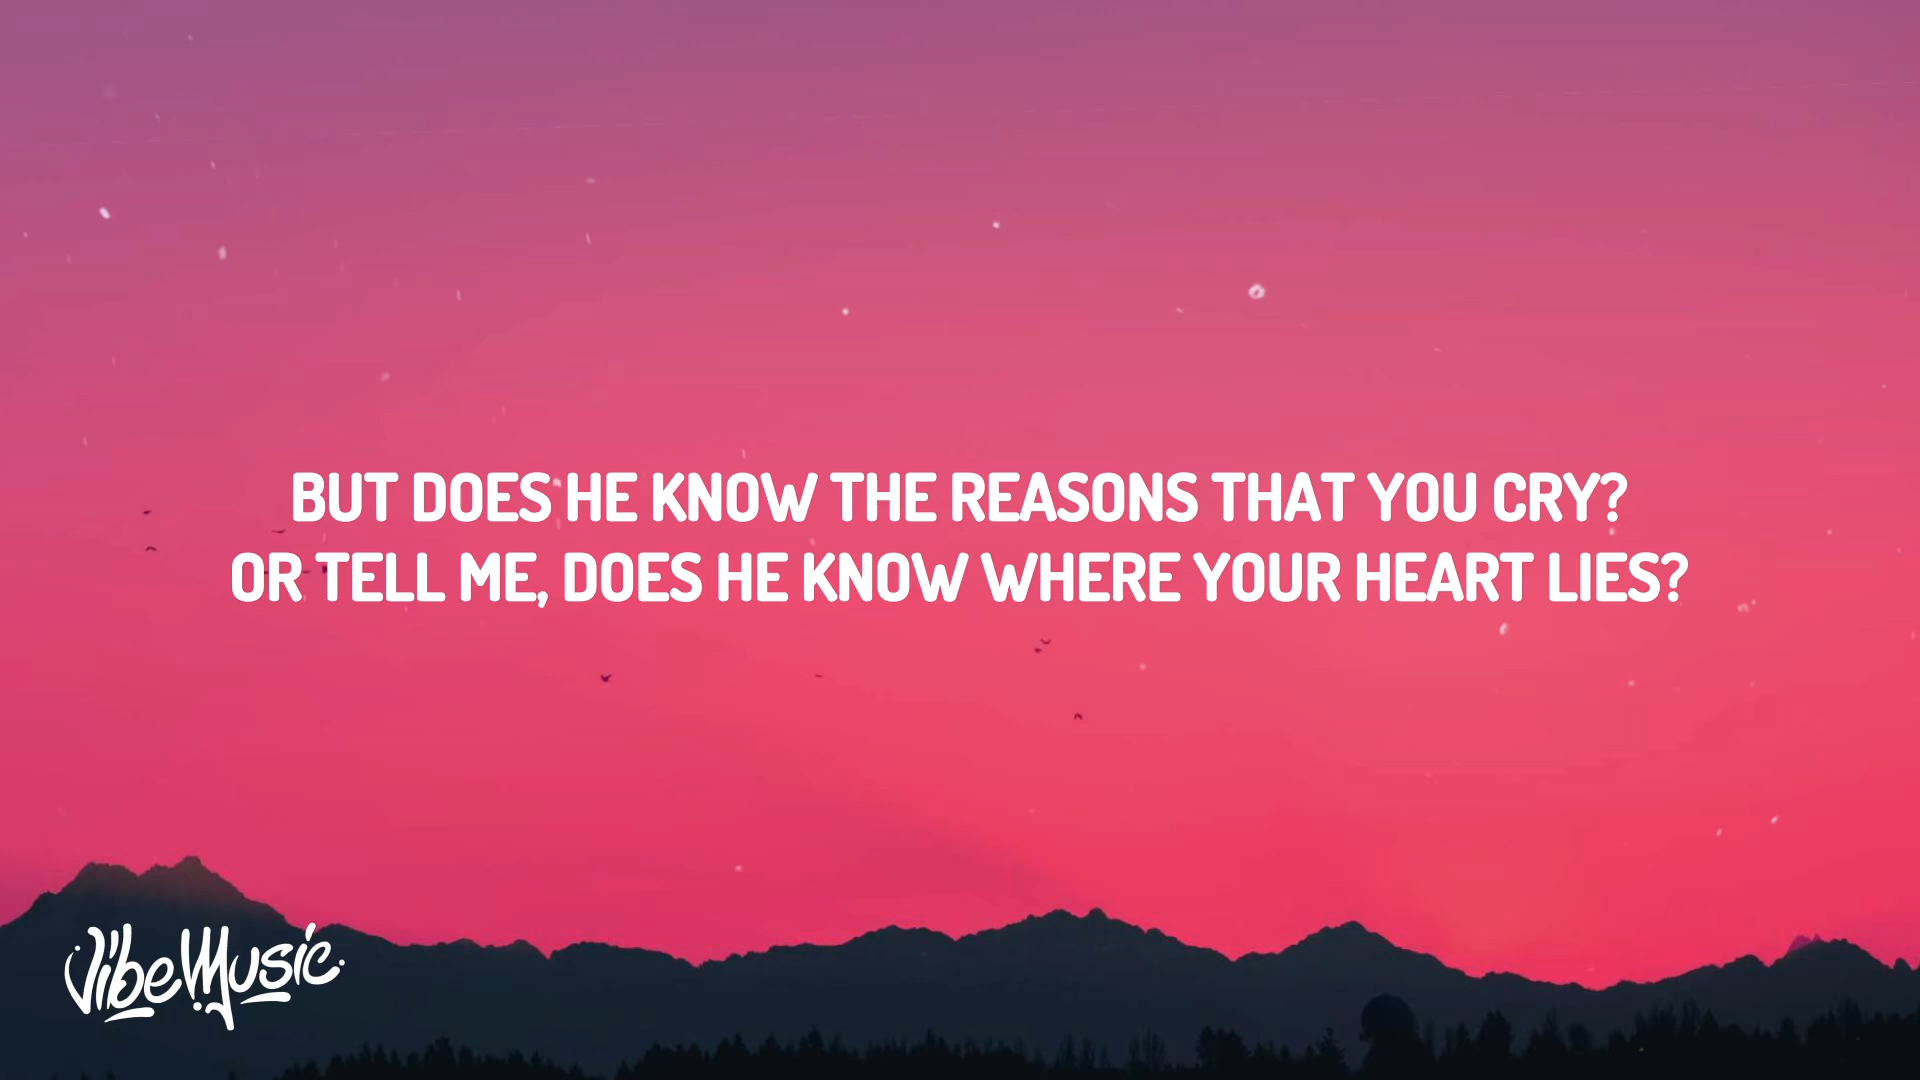 BUT DOES HE KNOW THE REASONS THAT YOU CRY?
OR TELL ME, DOES HE KNOW WHERE YOUR HEART LIES?
VibeMusic.